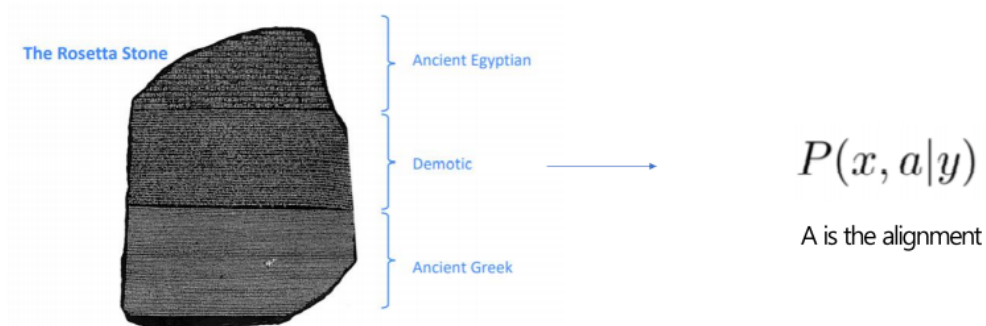 The Rosetta Stone
Ancient Egyptian
Demotic
Ancient Greek
P(x, a|y)
A is the alignment